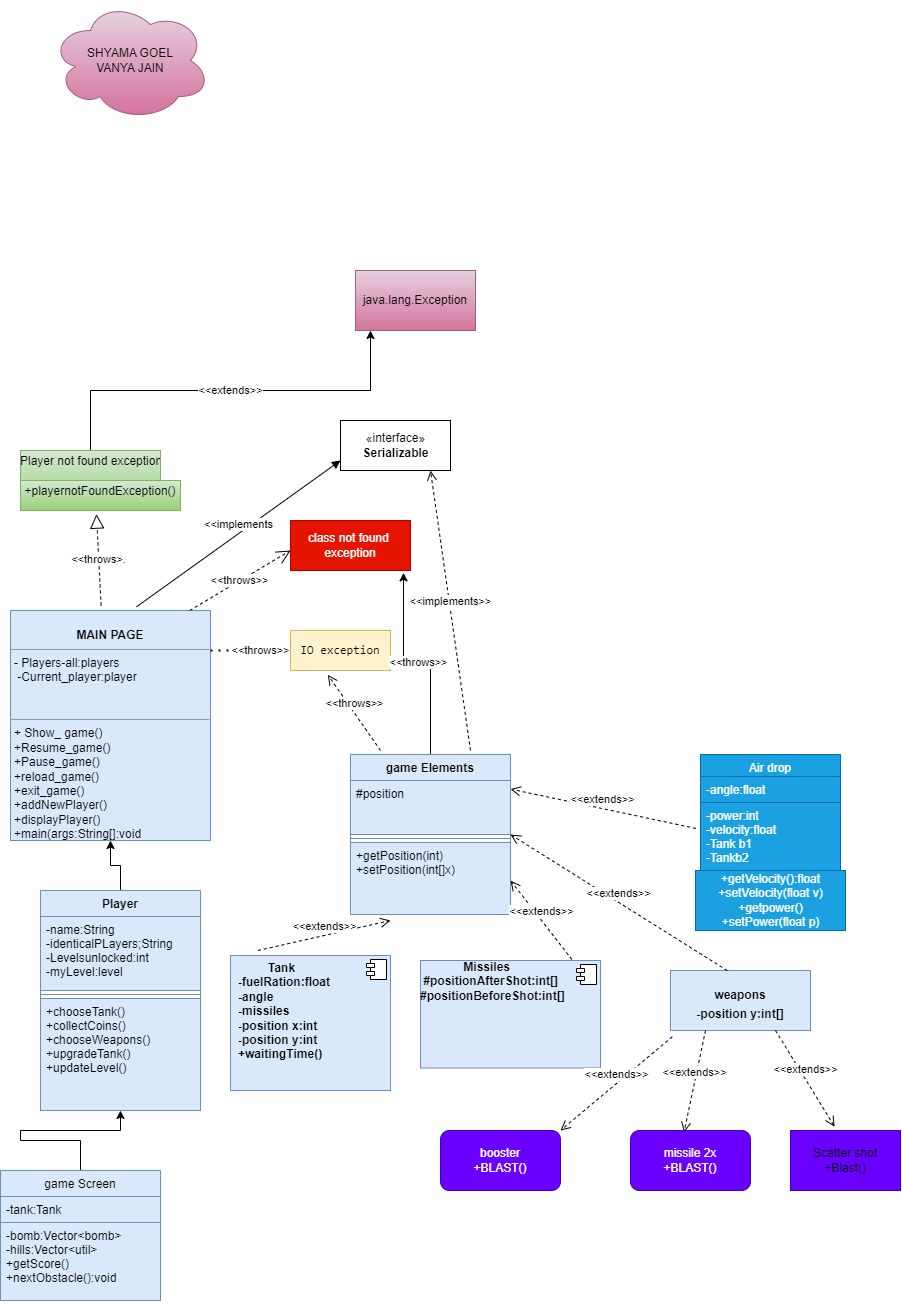 SHYAMA GOEL
VANYA JAIN
java.lang.Exception
<<extends>>
«interface»
Serializable
Player not found exception
+playernotFoundException()
<<implements
class not found
exception
<<throws>.
<<throws>>
<<implements>>
MAIN PAGE
- Players-all:players
-Current_player:player
+ Show_ game()
+Resume_game()
+Pause_game()
+reload_game()
+exit_game()
+addNewPlayer()
+displayPlayer()
+main(args:String[]:void
<<throws>>
IO exception
<<throws>>
<<throws>>
game Elements
#position
+getPosition(int)
+setPosition(int[]x)
<<extends>>
Air drop
-angle:float
-power:int
-velocity:float
-Tank b1
-Tankb2
+getVelocity():float
+setVelocity(float v)
+getpower()
+setPower(float p)
<<extends>>
<<extends>>
<<extends>>
Player
-name:String
-identicalPLayers;String
-Levelsunlocked:int
-myLevel:level
+chooseTank()
+collectCoins()
+chooseWeapons()
+upgradeTank()
+updateLevel()
Tank
-fuelRation:float
-angle
-missiles
-position x:int
-position y:int
+waitingTime()
Missiles
#positionAfterShot:int[]
#positionBeforeShot:int[]
weapons
-position y:int[]
<<extends>>
<<extends>>
<<extends>>
booster
+BLAST()
missile 2x
+BLAST()
Scatter shot
+Blast()
game Screen
-tank:Tank
-bomb:Vector<bomb>
-hills:Vector<util>
+getScore()
+nextObstacle():void